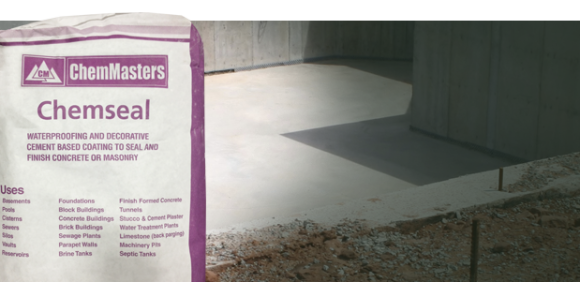 CM ChemMasters
Chemseal
WATERPROOFING AND DECORATIVE
CEMENT BASED COATING TO SEAL AND
FINISH CONCRETE OR MASONRY
Uses
Basements
Pools
Cisterns
Sewers
Silos
Vaults
Reservoirs
Foundations
Block Buildings
Concrete Buildings
Brick Buildings
Sewage Plants
Parapet Walls
Brine Tanks
Finish Formed Concrete
Tunnels
Stucco & Cement Plaster
Water Treatment Plants
Limestone (back parging)
Machinery Pits
Septic Tanks